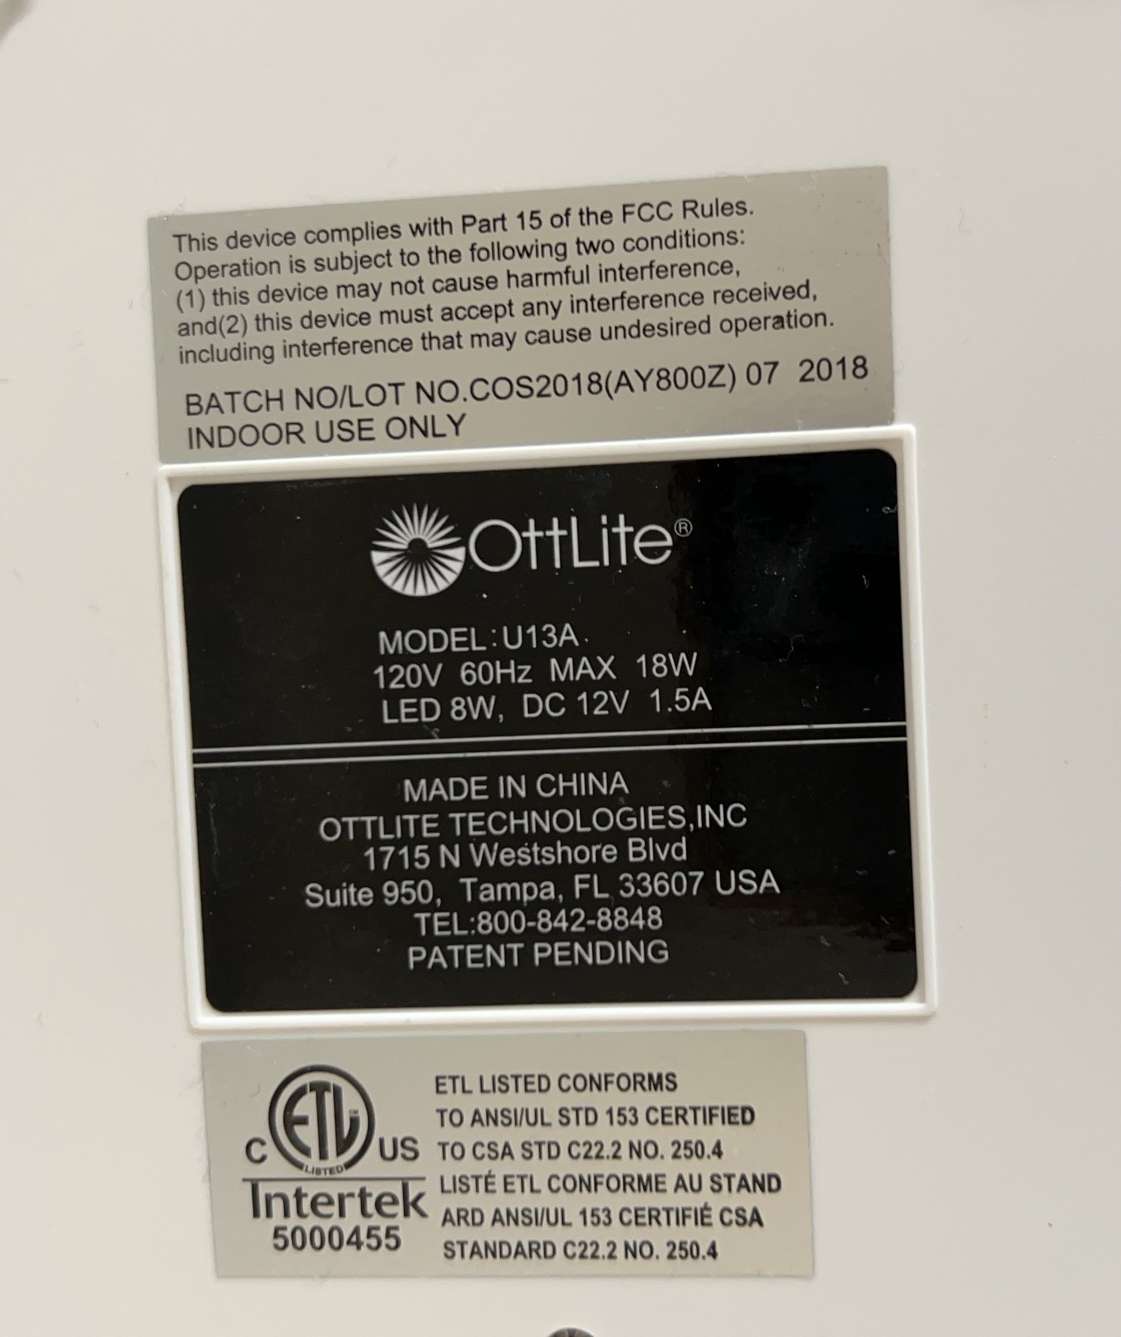 This device complies with Part 15 of the FCC Rules.
Operation is subject to the following two conditions:
(1) this device may not cause harmful interference,
and(2) this device must accept any interference received,
including interference that may cause undesired operation.
BATCH NO/LOT NO.COS2018(AY800Z) 07 2018
INDOOR USE ONLY
OttLite®
MODEL:U13A
120V 60Hz MAX 18W
LED 8W, DC 12V 1.5A
MADE IN CHINA
OTTLITE TECHNOLOGIES,INC
1715 N Westshore Blvd
Suite 950, Tampa, FL 33607 USA
TEL:800-842-8848
PATENT PENDING
C ETL US
LISTED
Intertek
5000455
ETL LISTED CONFORMS
TO ANSI/UL STD 153 CERTIFIED
TO CSA STD C22.2 NO. 250.4
LISTÉ ETL CONFORME AU STAND
ARD ANSI/UL 153 CERTIFIÉ CSA
STANDARD C22.2 NO. 250.4